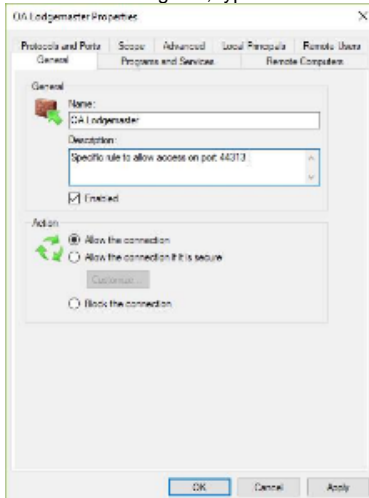 OA Lodgemaster Properties
Protocols and Ports Scope Advanced Local Principals Remote Users
General Programs and Services Remote Computers
General
Name:
OA Lodgemaster
Description:
Specific rule to allow access on port 44313
Enabled
Action
Allow the connection
Allow the connection if it is secure
Customize...
Block the connection
OK Cancel Apply